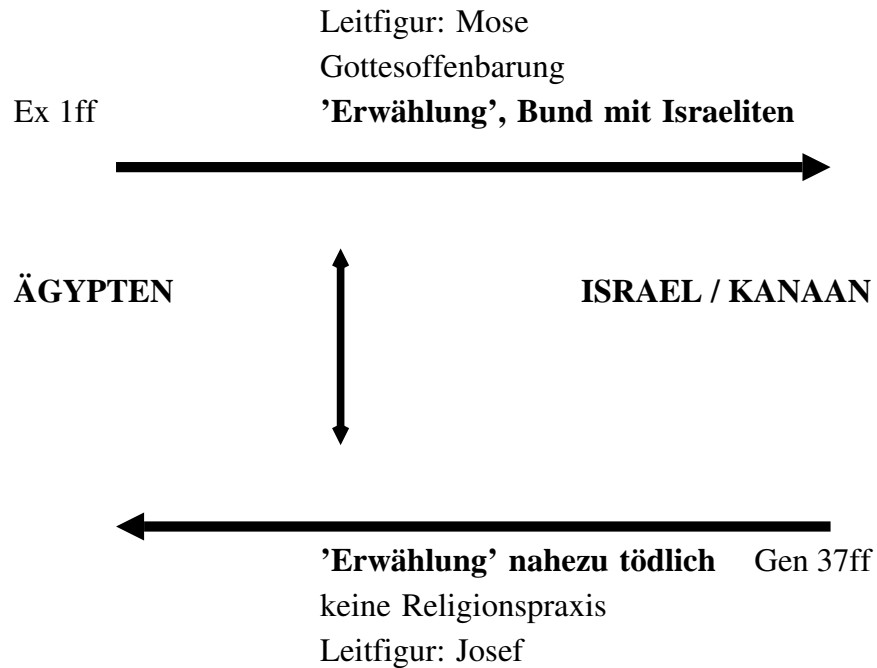 Leitfigur: Mose
Gottesoffenbarung
Ex 1ff ’Erwählung’, Bund mit Israeliten
ÄGYPTEN ISRAEL / KANAAN
’Erwählung’ nahezu tödlich Gen 37ff
keine Religionspraxis
Leitfigur: Josef